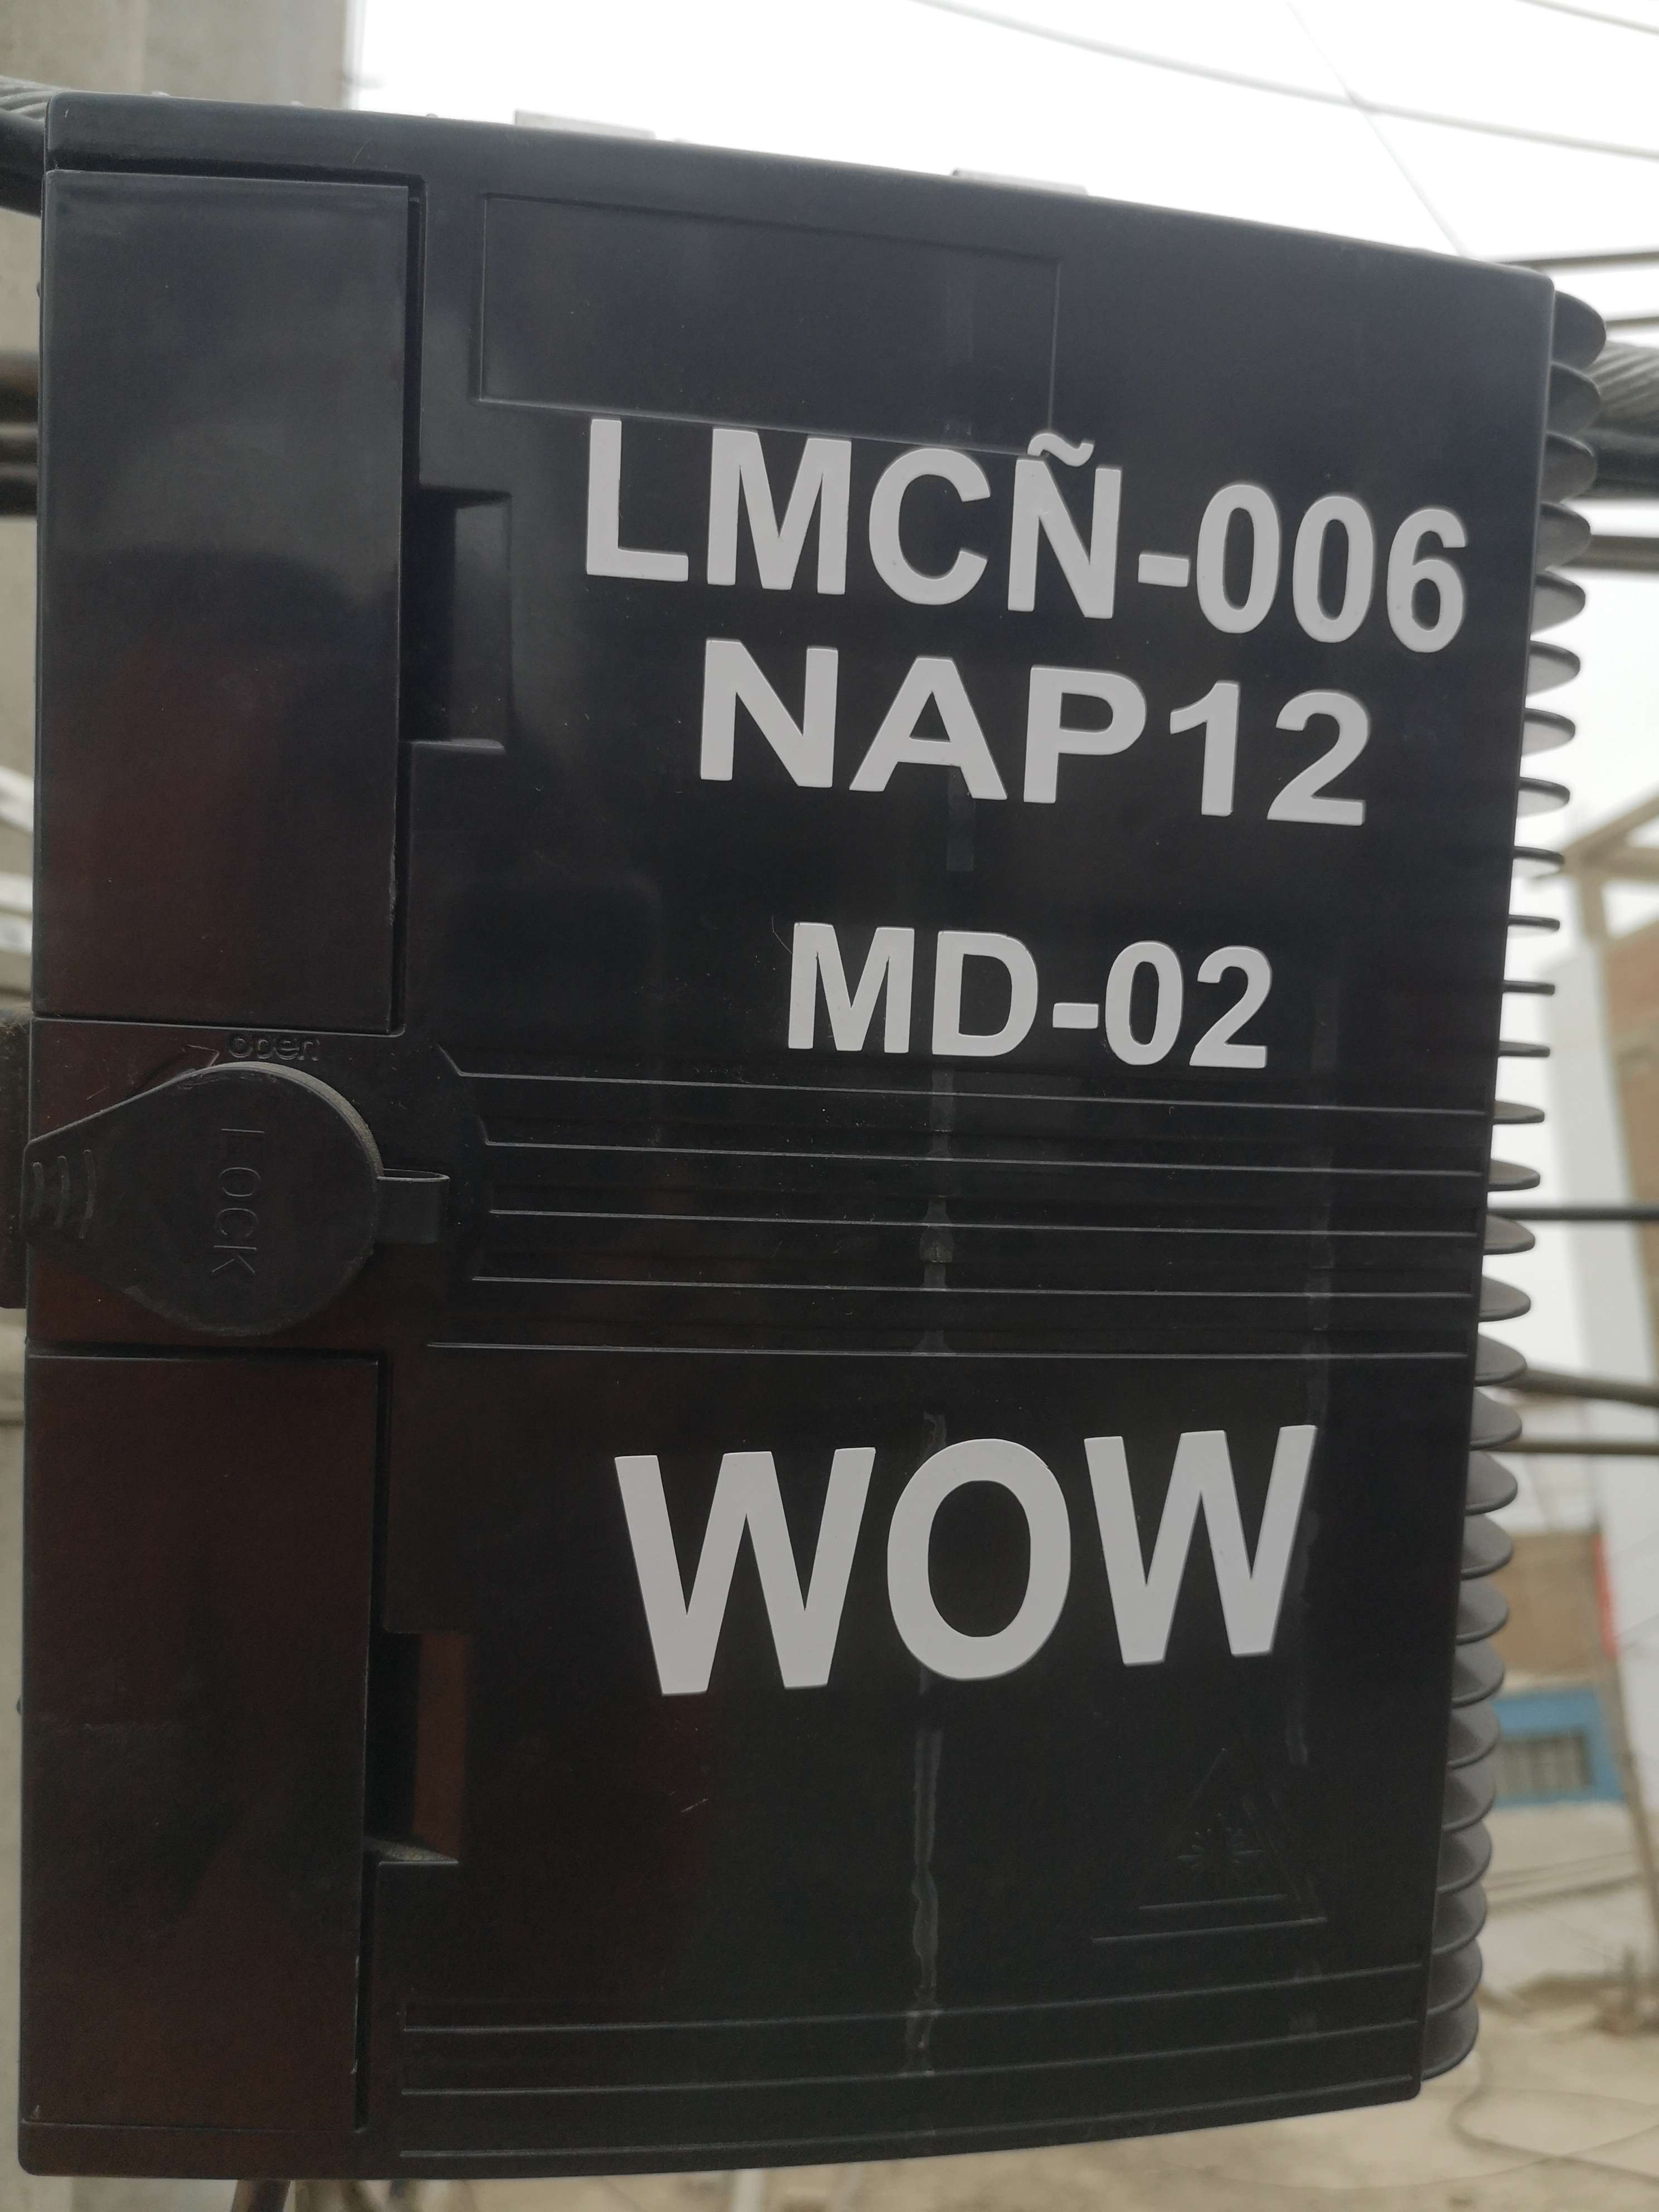 LMCÑ-006
NAP12
MD-02
open
LOCK
WOW